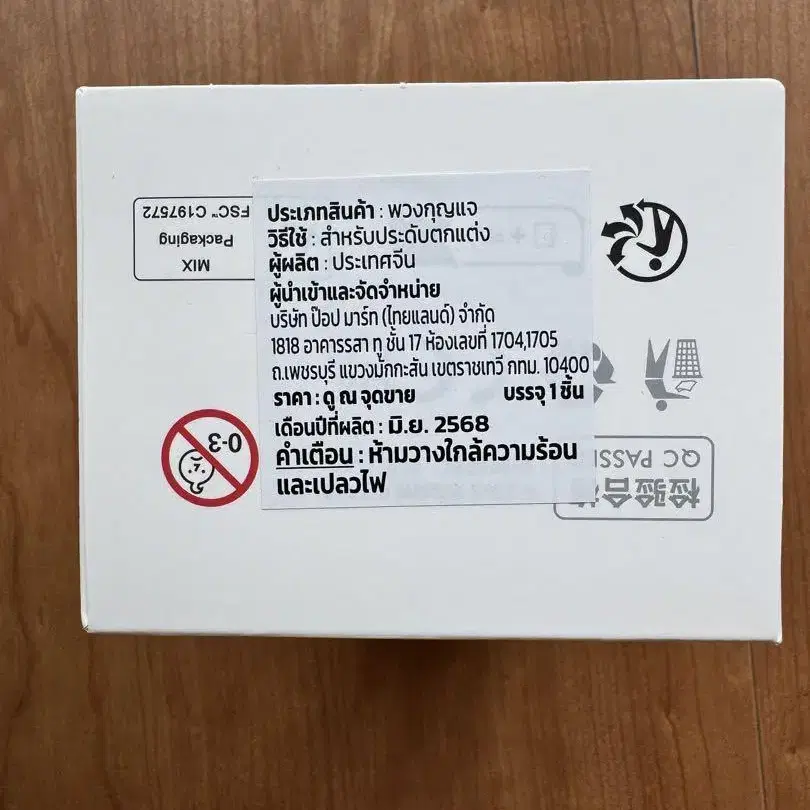 ประเภทสินค้า : พวงกุญแจ
วิธีใช้ : สำหรับประดับตกแต่ง
ผู้ผลิต : ประเทศจีน
ผู้นำเข้าและจัดจำหน่าย
บริษัท ป๊อป มาร์ท (ไทยแลนด์) จำกัด
1818 อาคารรสา ทู ชั้น 17 ห้องเลขที่ 1704,1705
ถ.เพชรบุรี แขวงมักกะสัน เขตราชเทวี กทม. 10400
ราคา : ดู ณ จุดขาย บรรจุ 1 ชิ้น
เดือนปีที่ผลิต : มิ.ย. 2568
คำเตือน : ห้ามวางใกล้ความร้อน
และเปลวไฟ
MIX
Packaging
FSC™ C197572
0-3
检验合
QC PASS